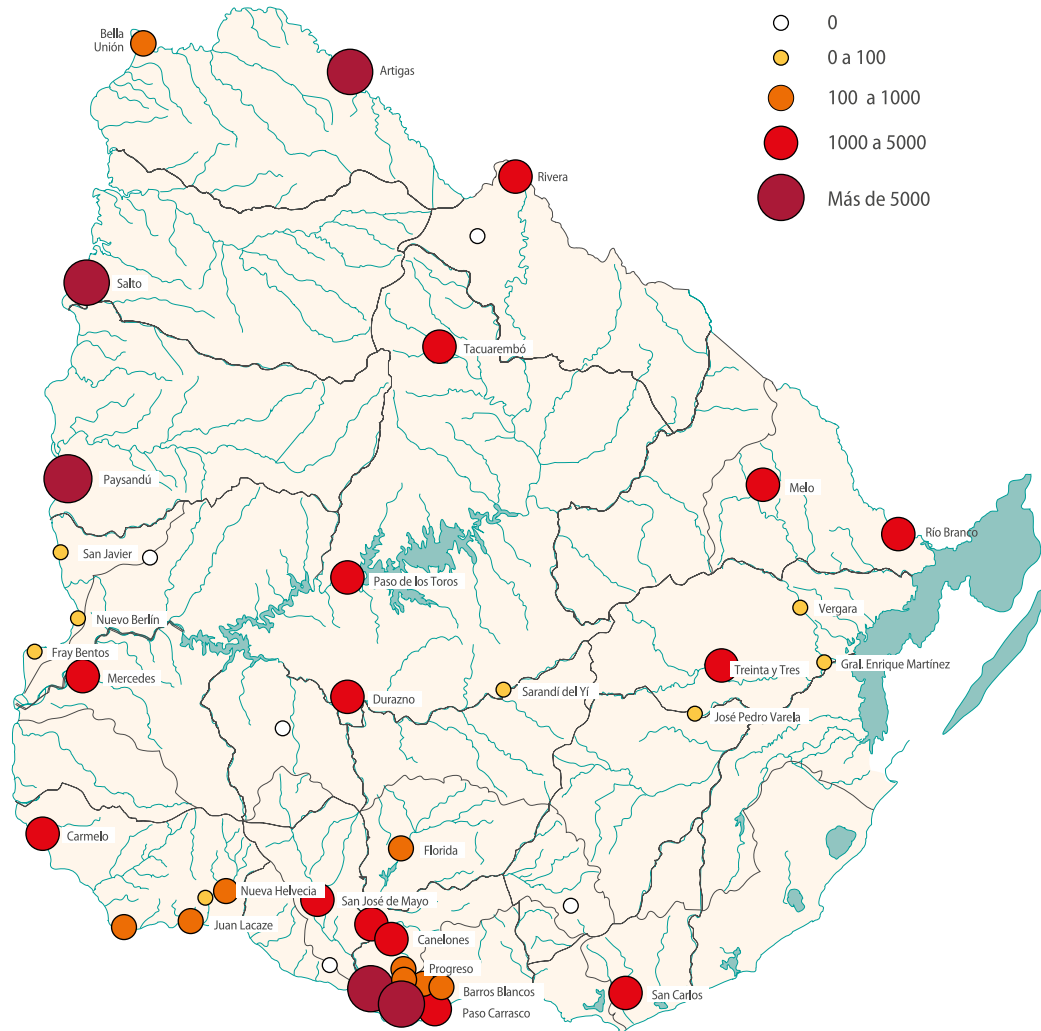 Bella
Unión
Artigas
0
0 a 100
100 a 1000
1000 a 5000
Más de 5000
Rivera
Salto
Tacuarembó
Paysandú
Melo
Río Branco
San Javier
Paso de los Toros
Nuevo Berlín
Vergara
Fray Bentos
Mercedes
Treinta y Tres
Gral. Enrique Martínez
Durazno
Sarandí del Yí
José Pedro Varela
Carmelo
Florida
Nueva Helvecia
San José de Mayo
Juan Lacaze
Canelones
Progreso
Barros Blancos
San Carlos
Paso Carrasco